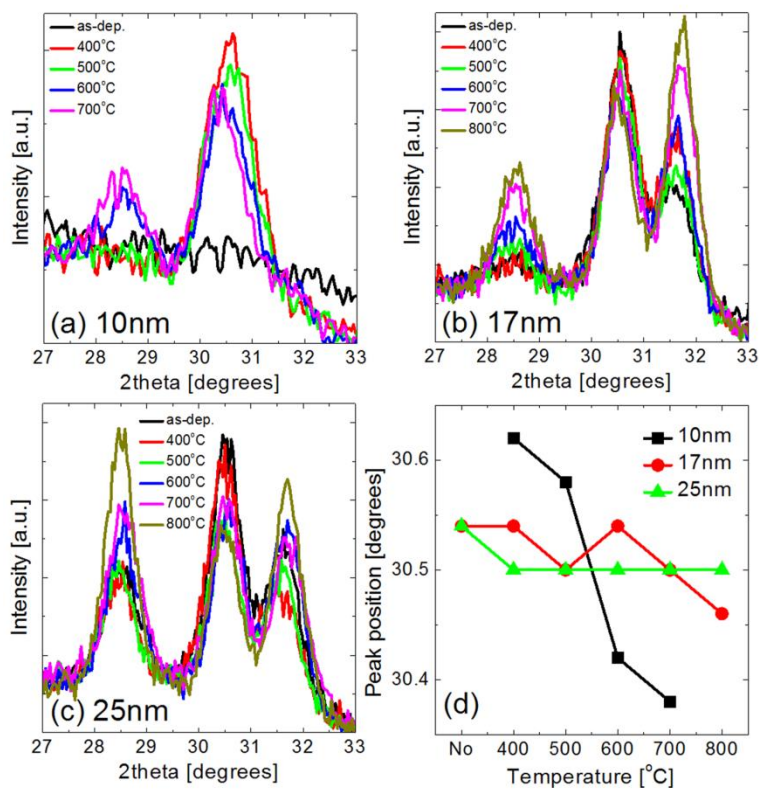 as-dep.
400°C
500°C
600°C
700°C
Intensity [a.u.]
(a) 10nm
27 28 29 30 31 32 33
2theta [degrees]
as-dep.
400°C
500°C
600°C
700°C
800°C
Intensity [a.u.]
(b) 17nm
27 28 29 30 31 32 33
2theta [degrees]
as-dep.
400°C
500°C
600°C
700°C
800°C
Intensity [a.u.]
(c) 25nm
27 28 29 30 31 32 33
2theta [degrees]
10nm
17nm
25nm
Peak position [degrees]
30.6
30.5
30.4
(d)
No 400 500 600 700 800
Temperature [°C]